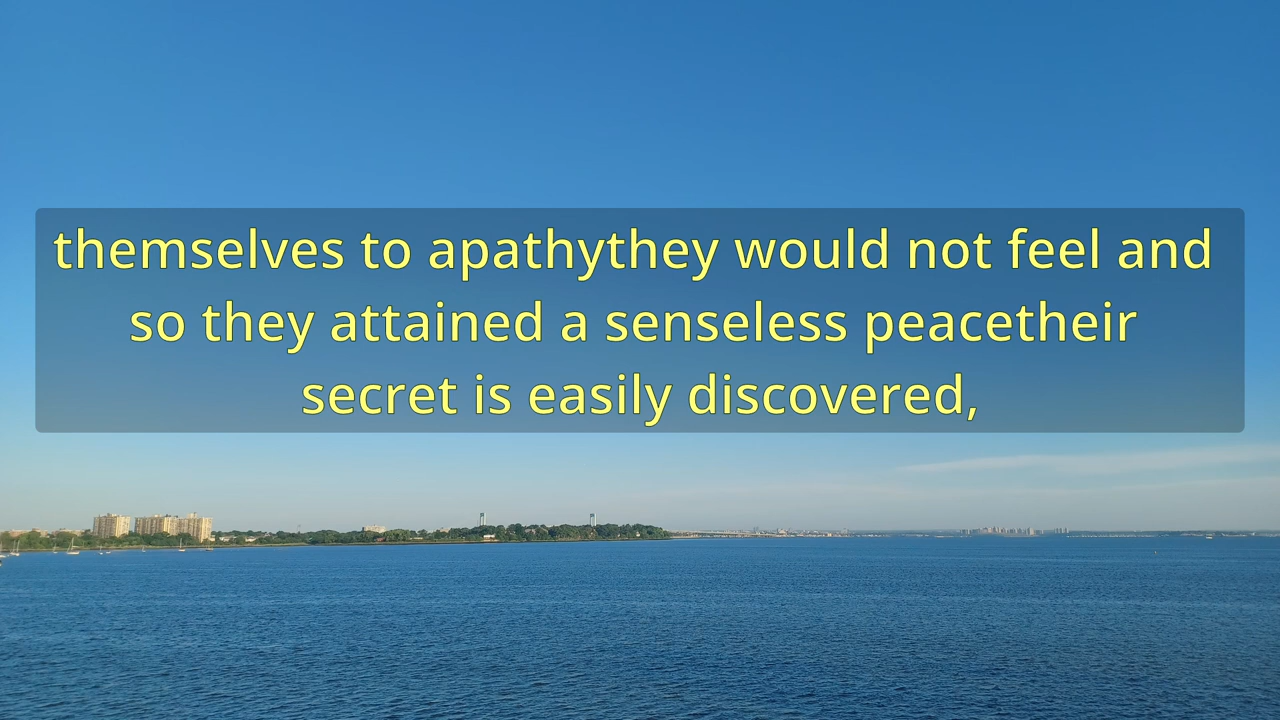 themselves to apathythey would not feel and
so they attained a senseless peacetheir
secret is easily discovered,